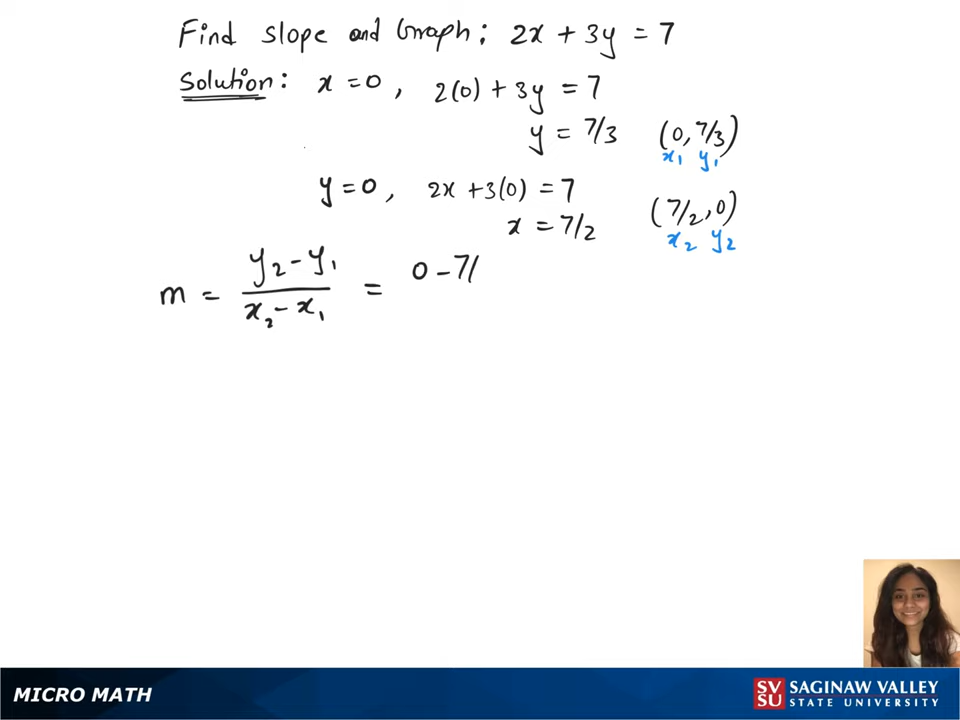 Find slope and Graph; 2x + 3y = 7
Solution: x = 0, 2(0) + 3y = 7
y = 7/3 (0, 7/3)
x₁ y₁
y = 0, 2x + 3(0) = 7
x = 7/2 (7/2, 0)
x₂ y₂
m = y₂ - y₁ / x₂ - x₁ = 0 - 7/
MICRO MATH
SV SU SAGINAW VALLEY
STATE UNIVERSITY